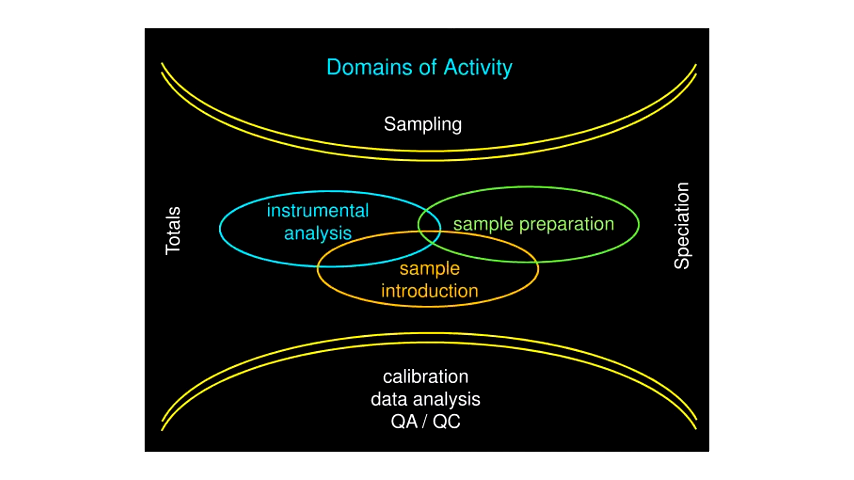 Domains of Activity
Sampling
Totals
instrumental
analysis
sample preparation
Speciation
sample
introduction
calibration
data analysis
QA / QC